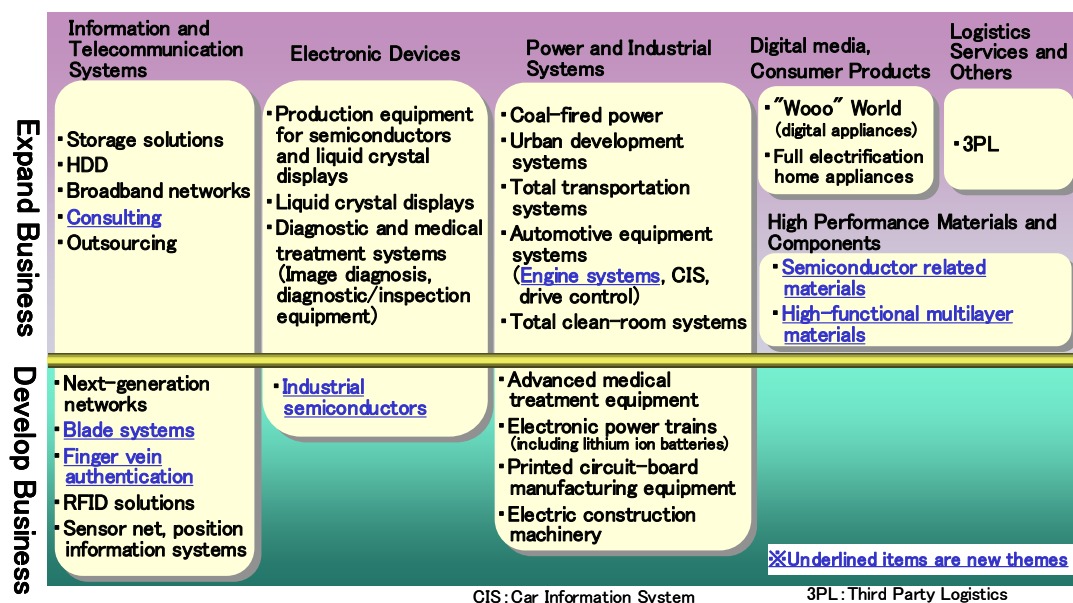 Information and
Telecommunication
Systems
Expand Business
・Storage solutions
・HDD
・Broadband networks
・Consulting
・Outsourcing
Electronic Devices
・Production equipment
for semiconductors
and liquid crystal
displays
・Liquid crystal displays
・Diagnostic and medical
treatment systems
(Image diagnosis,
diagnostic/inspection
equipment)
Power and Industrial
Systems
・Coal-fired power
・Urban development
systems
・Total transportation
systems
・Automotive equipment
systems
(Engine systems, CIS,
drive control)
・Total clean-room systems
Digital media,
Consumer Products
・"Wooo" World
(digital appliances)
・Full electrification
home appliances
Logistics
Services and
Others
・3PL
High Performance Materials and
Components
・Semiconductor related
materials
・High-functional multilayer
materials
Develop Business
・Next-generation
networks
・Blade systems
・Finger vein
authentication
・RFID solutions
・Sensor net, position
information systems
・Industrial
semiconductors
・Advanced medical
treatment equipment
・Electronic power trains
(including lithium ion batteries)
・Printed circuit-board
manufacturing equipment
・Electric construction
machinery
※Underlined items are new themes
CIS:Car Information System
3PL:Third Party Logistics